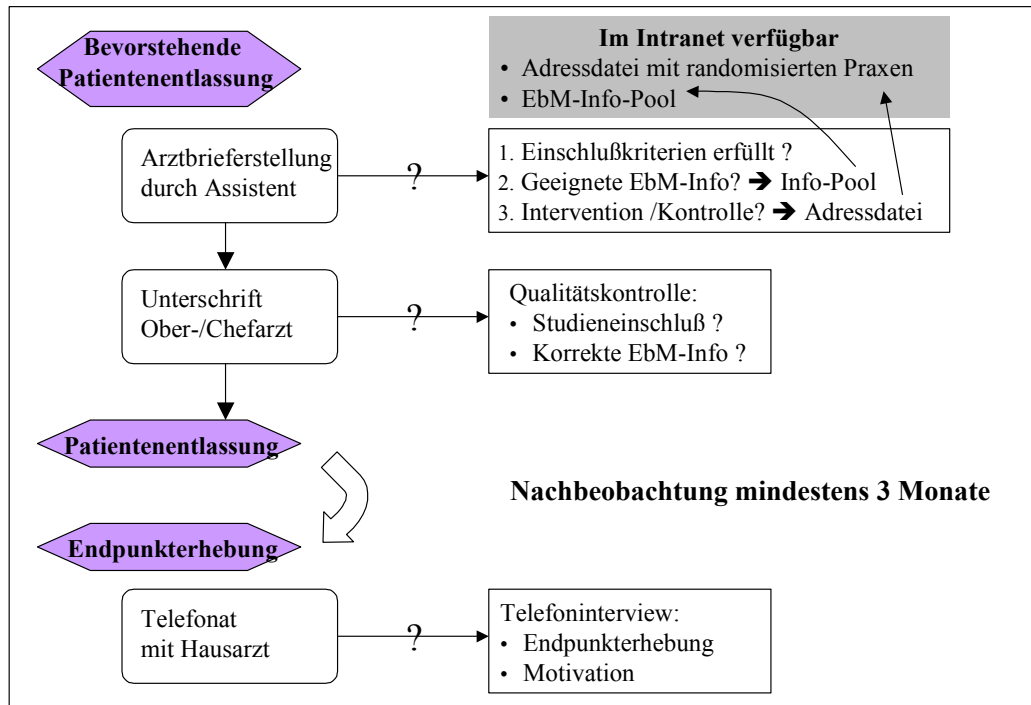 Bevorstehende
Patientenentlassung
Im Intranet verfügbar
• Adressdatei mit randomisierten Praxen
• EbM-Info-Pool
Arztbrieferstellung
durch Assistent
?
1. Einschlußkriterien erfüllt ?
2. Geeignete EbM-Info? ➔ Info-Pool
3. Intervention /Kontrolle? ➔ Adressdatei
Unterschrift
Ober-/Chefarzt
?
Qualitätskontrolle:
• Studieneinschluß ?
• Korrekte EbM-Info ?
Patientenentlassung
Nachbeobachtung mindestens 3 Monate
Endpunkterhebung
Telefonat
mit Hausarzt
?
Telefoninterview:
• Endpunkterhebung
• Motivation